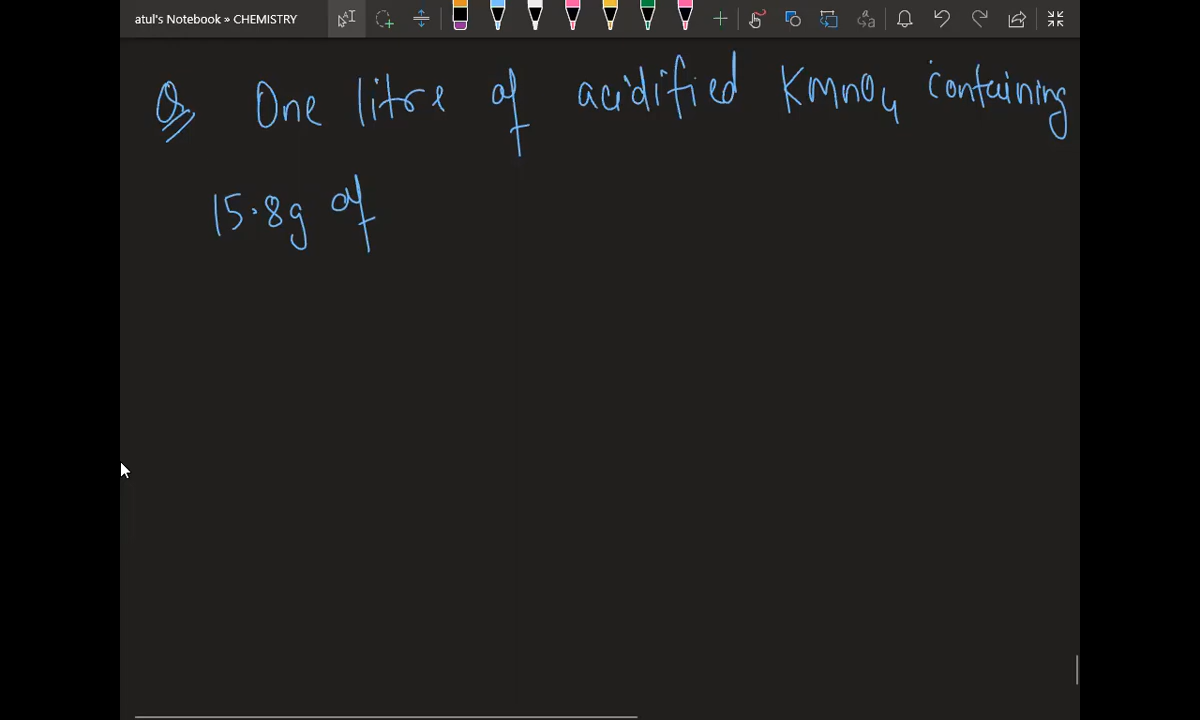 atul's Notebook » CHEMISTRY
Q One litre of acidified KMnO4 containing
15.8g of